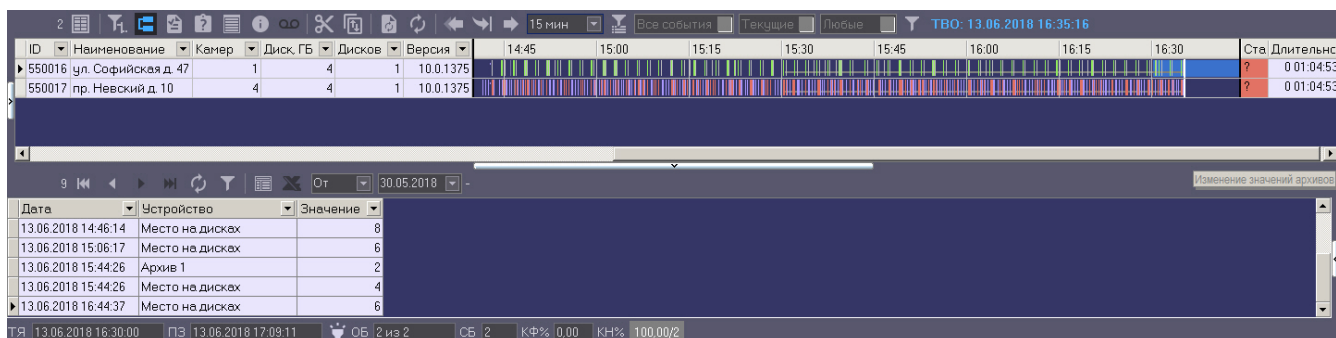 2 15 мин Все события Текущие Любые ТВО: 13.06.2018 16:35:16
ID Наименование Камер Диск, ГБ Дисков Версия 14:45 15:00 15:15 15:30 15:45 16:00 16:15 16:30 Ста Длительно
550016 ул. Софийская д. 47 1 4 1 10.0.1375 ? 0 01:04:53
550017 пр. Невский д. 10 4 4 1 10.0.1375 ? 0 01:04:53
9 От 30.05.2018 - Изменение значений архивов
Дата Устройство Значение
13.06.2018 14:46:14 Место на дисках 8
13.06.2018 15:06:17 Место на дисках 6
13.06.2018 15:44:26 Архив 1 2
13.06.2018 15:44:26 Место на дисках 4
13.06.2018 16:44:37 Место на дисках 6
ТЯ 13.06.2018 16:30:00 ПЗ 13.06.2018 17:09:11 ОБ 2 из 2 СБ 2 КФ% 0,00 КН% 100,00/2